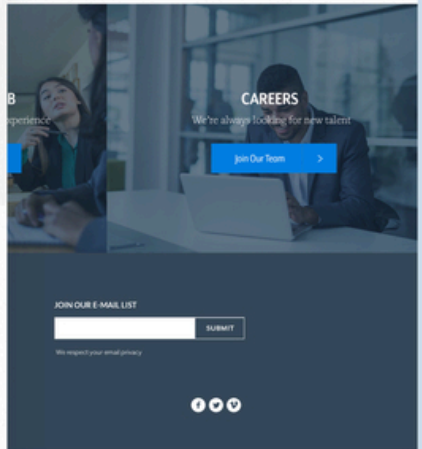 B
xperience
CAREERS
We're always looking for new talent
Join Our Team
JOIN OUR E-MAIL LIST
SUBMIT
We respect your email privacy